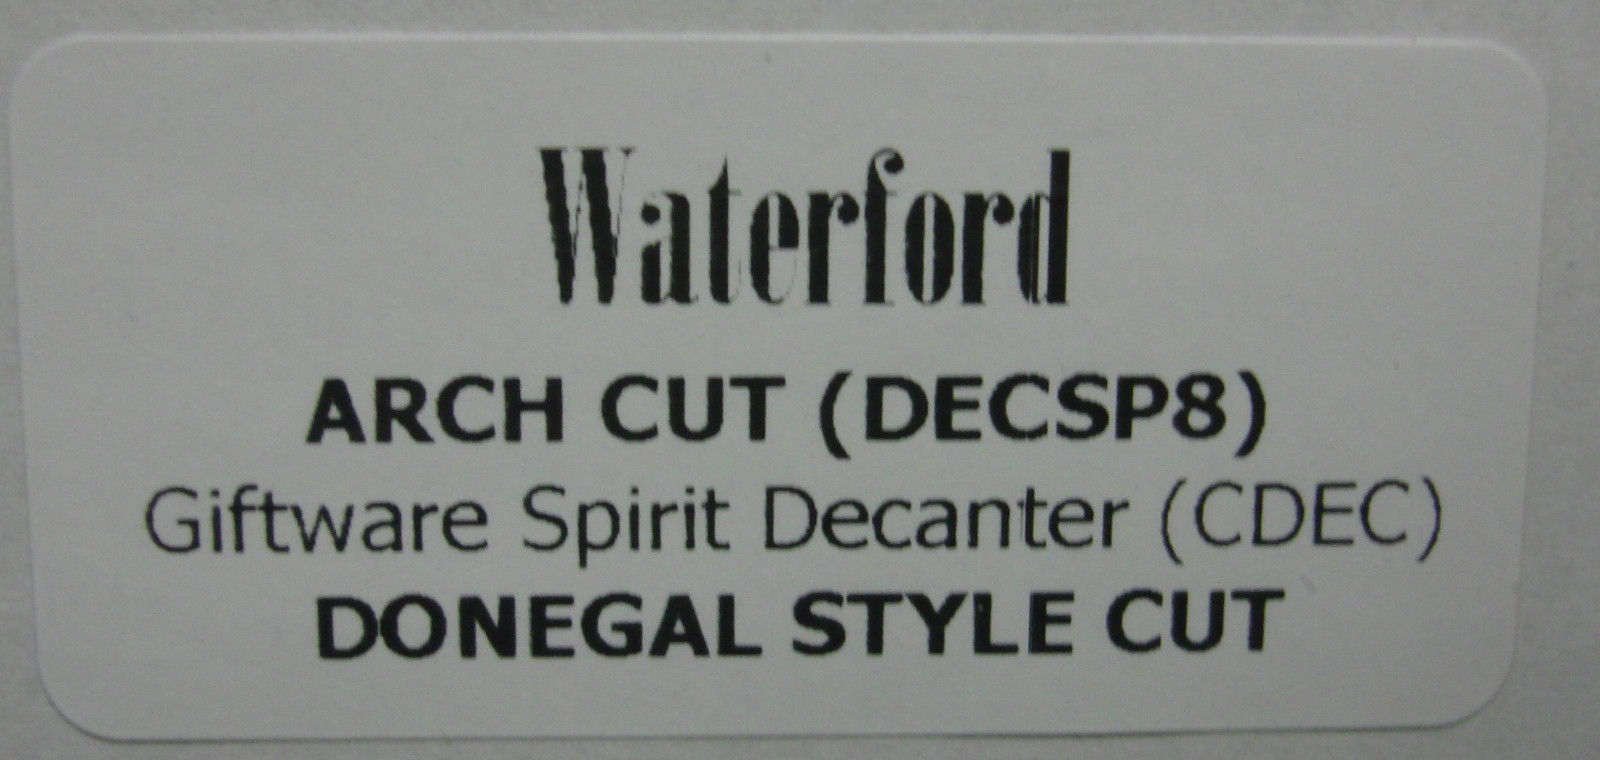 Waterford
ARCH CUT (DECSP8)
Giftware Spirit Decanter (CDEC)
DONEGAL STYLE CUT